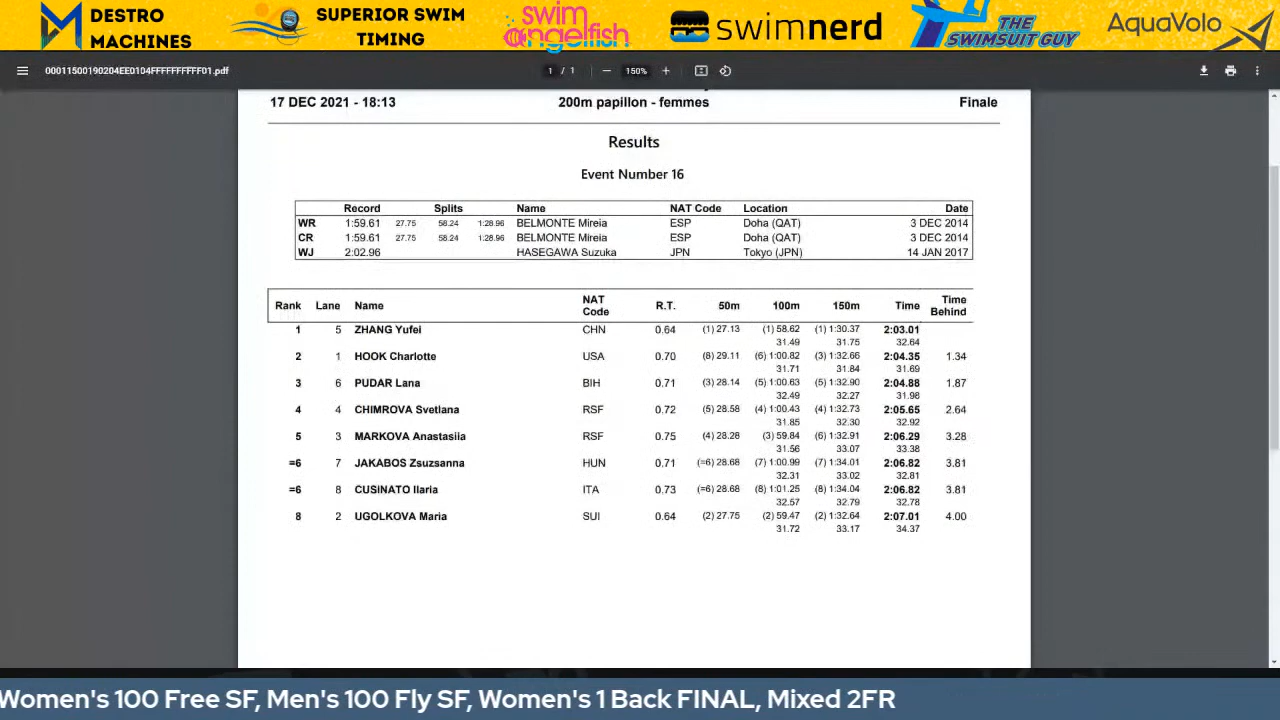 DESTRO MACHINES
SUPERIOR SWIM TIMING
swim angelfish
swimnerd
THE SWIMSUIT GUY
AquaVolo
00011500190204EE0104FFFFFFFFFF01.pdf 1 / 1 — 150% +
17 DEC 2021 - 18:13 200m papillon - femmes Finale
Results
Event Number 16
Record Splits Name NAT Code Location Date
WR 1:59.61 27.75 58.24 1:28.96 BELMONTE Mireia ESP Doha (QAT) 3 DEC 2014
CR 1:59.61 27.75 58.24 1:28.96 BELMONTE Mireia ESP Doha (QAT) 3 DEC 2014
WJ 2:02.96 HASEGAWA Suzuka JPN Tokyo (JPN) 14 JAN 2017
Rank Lane Name NAT Code R.T. 50m 100m 150m Time Time Behind
1 5 ZHANG Yufei CHN 0.64 (1) 27.13 (1) 58.62 (1) 1:30.37 2:03.01
31.49 31.75 32.64
2 1 HOOK Charlotte USA 0.70 (8) 29.11 (6) 1:00.82 (3) 1:32.66 2:04.35 1.34
31.71 31.84 31.69
3 6 PUDAR Lana BIH 0.71 (3) 28.14 (5) 1:00.63 (5) 1:32.90 2:04.88 1.87
32.49 32.27 31.98
4 4 CHIMROVA Svetlana RSF 0.72 (5) 28.58 (4) 1:00.43 (4) 1:32.73 2:05.65 2.64
31.85 32.30 32.92
5 3 MARKOVA Anastasiia RSF 0.75 (4) 28.28 (3) 59.84 (6) 1:32.91 2:06.29 3.28
31.56 33.07 33.38
=6 7 JAKABOS Zsuzsanna HUN 0.71 (=6) 28.68 (7) 1:00.99 (7) 1:34.01 2:06.82 3.81
32.31 33.02 32.81
=6 8 CUSINATO Ilaria ITA 0.73 (=6) 28.68 (8) 1:01.25 (8) 1:34.04 2:06.82 3.81
32.57 32.79 32.78
8 2 UGOLKOVA Maria SUI 0.64 (2) 27.75 (2) 59.47 (2) 1:32.64 2:07.01 4.00
31.72 33.17 34.37
Women's 100 Free SF, Men's 100 Fly SF, Women's 1 Back FINAL, Mixed 2FR